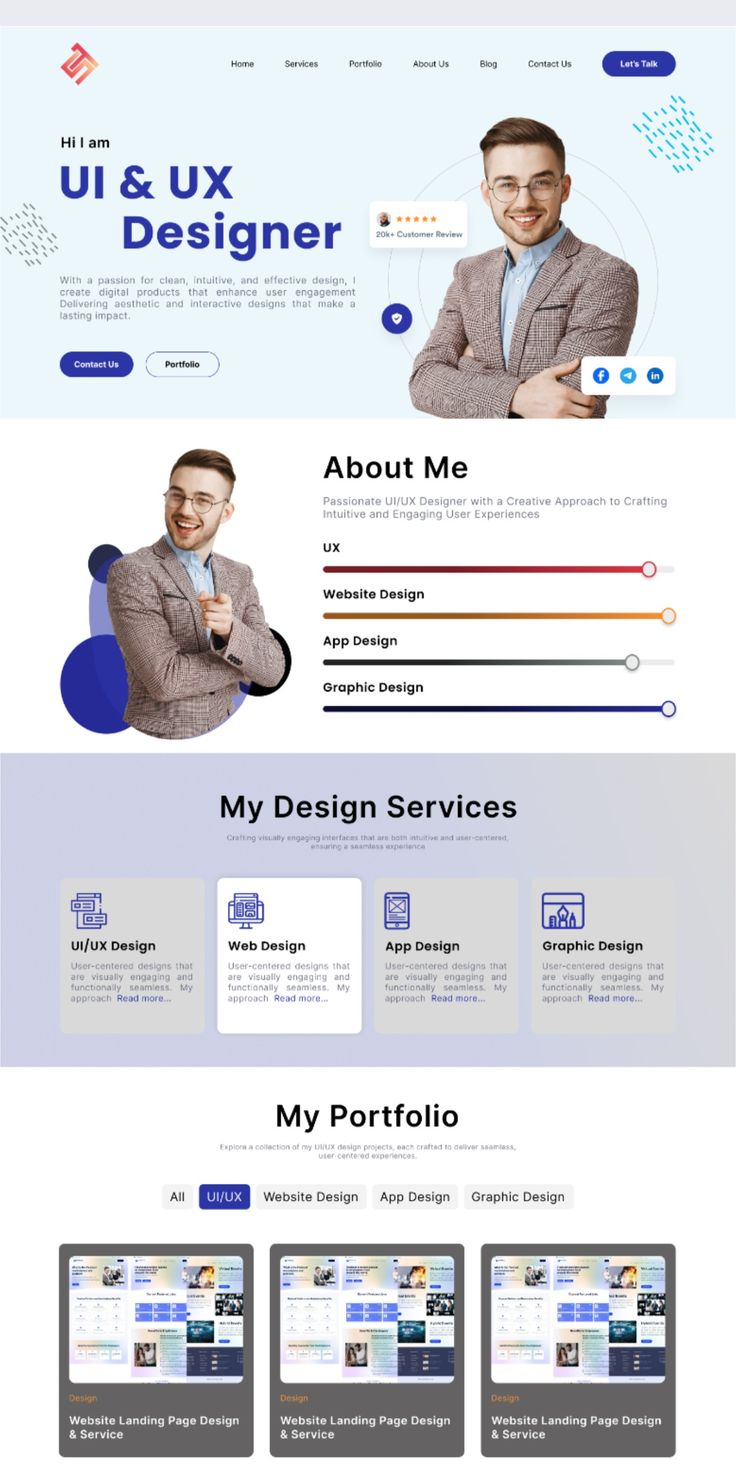 Home Services Portfolio About Us Blog Contact Us Let's Talk
Hi I am
UI & UX
Designer
20k+ Customer Review
With a passion for clean, intuitive, and effective design, I
create digital products that enhance user engagement
Delivering aesthetic and interactive designs that make a
lasting impact.
Contact Us Portfolio
About Me
Passionate UI/UX Designer with a Creative Approach to Crafting
Intuitive and Engaging User Experiences
UX
Website Design
App Design
Graphic Design
My Design Services
Crafting visually engaging interfaces that are both intuitive and user-centered,
ensuring a seamless experience
UI/UX Design
User-centered designs that
are visually engaging and
functionally seamless. My
approach Read more...
Web Design
User-centered designs that
are visually engaging and
functionally seamless. My
approach Read more...
App Design
User-centered designs that
are visually engaging and
functionally seamless. My
approach Read more...
Graphic Design
User-centered designs that
are visually engaging and
functionally seamless. My
approach Read more...
My Portfolio
Explore a collection of my UI/UX design projects, each crafted to deliver seamless,
user-centered experiences.
All UI/UX Website Design App Design Graphic Design
Design
Website Landing Page Design
& Service
Design
Website Landing Page Design
& Service
Design
Website Landing Page Design
& Service